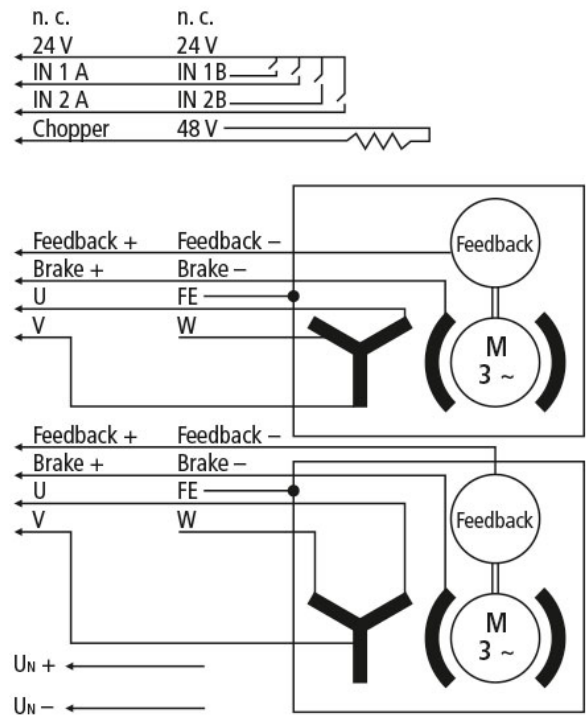 n. c. n. c.
24 V 24 V
IN 1 A IN 1B
IN 2 A IN 2B
Chopper 48 V
Feedback + Feedback –
Brake + Brake –
U FE
V W
Feedback
M
3 ~
Feedback + Feedback –
Brake + Brake –
U FE
V W
Feedback
M
3 ~
UN +
UN –